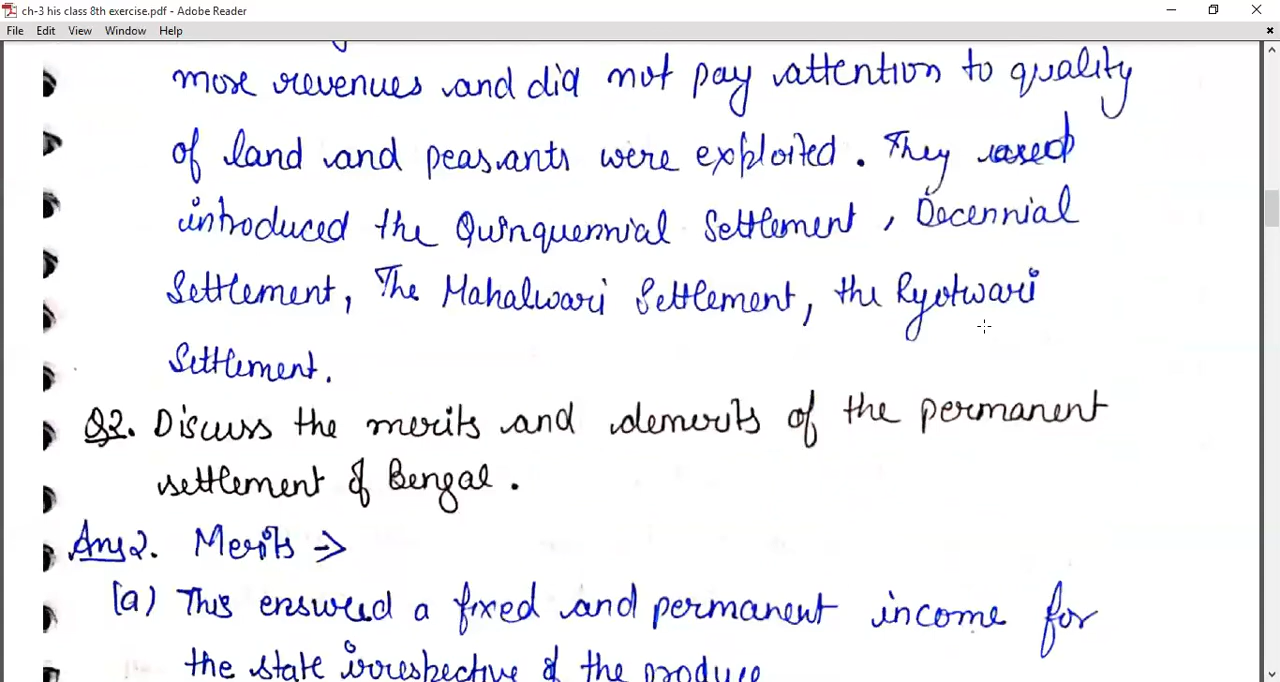 ch-3 his class 8th exercise.pdf - Adobe Reader
File Edit View Window Help
more revenues and did not pay attention to quality
of land and peasants were exploited. They
introduced the Quinquennial Settlement, Decennial
Settlement, The Mahalwari Settlement, the Ryotwari
Settlement.
Q2. Discuss the merits and demerits of the permanent
settlement of Bengal.
Ans2. Merits →
(a) This ensured a fixed and permanent income for
the state irrespective of the produce